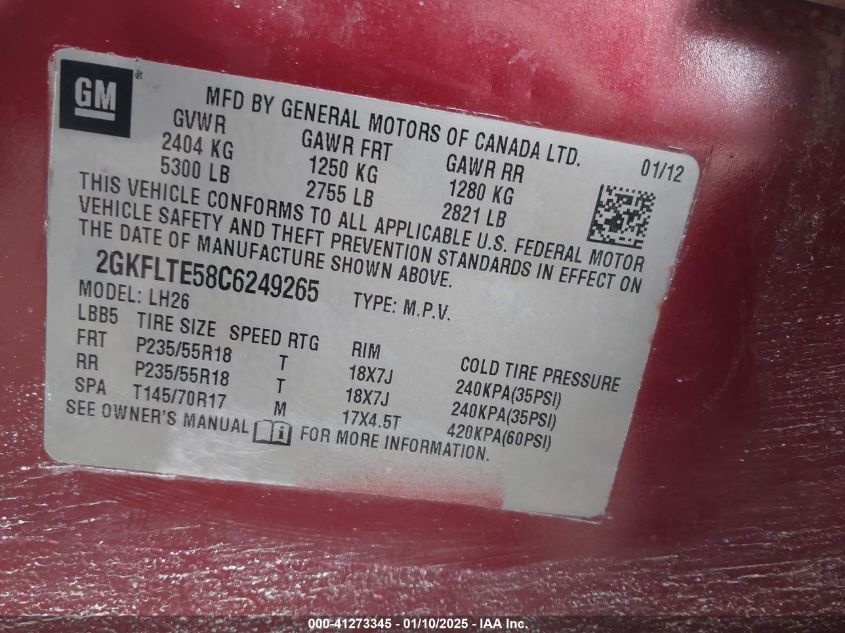 GM ®
MFD BY GENERAL MOTORS OF CANADA LTD.
GVWR GAWR FRT GAWR RR 01/12
2404 KG 1250 KG 1280 KG
5300 LB 2755 LB 2821 LB
THIS VEHICLE CONFORMS TO ALL APPLICABLE U.S. FEDERAL MOTOR
VEHICLE SAFETY AND THEFT PREVENTION STANDARDS IN EFFECT ON
THE DATE OF MANUFACTURE SHOWN ABOVE.
2GKFLTE58C6249265 TYPE: M.P.V.
MODEL: LH26
LBB5 TIRE SIZE SPEED RTG RIM COLD TIRE PRESSURE
FRT P235/55R18 T 18X7J 240KPA(35PSI)
RR P235/55R18 T 18X7J 240KPA(35PSI)
SPA T145/70R17 M 17X4.5T 420KPA(60PSI)
SEE OWNER'S MANUAL i FOR MORE INFORMATION.
000-41273345 - 01/10/2025 - IAA Inc.